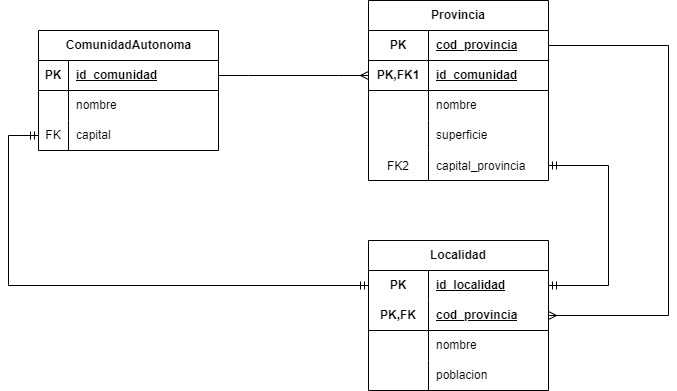 ComunidadAutonoma
PK id_comunidad
nombre
FK capital
Provincia
PK cod_provincia
PK,FK1 id_comunidad
nombre
superficie
FK2 capital_provincia
Localidad
PK id_localidad
PK,FK cod_provincia
nombre
poblacion